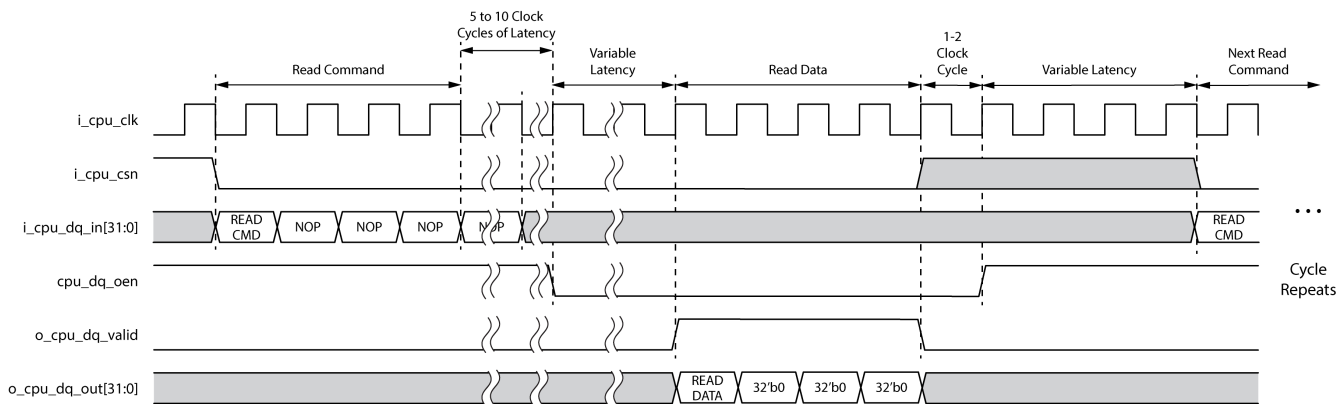 5 to 10 Clock
Cycles of Latency
1-2
Clock
Cycle
Variable
Latency
Next Read
Command
Read Command
Read Data
Variable Latency
i_cpu_clk
i_cpu_csn
i_cpu_dq_in[31:0]
READ
CMD
NOP
NOP
NOP
NOP
READ
CMD
...
cpu_dq_oen
Cycle
Repeats
o_cpu_dq_valid
o_cpu_dq_out[31:0]
READ
DATA
32'b0
32'b0
32'b0